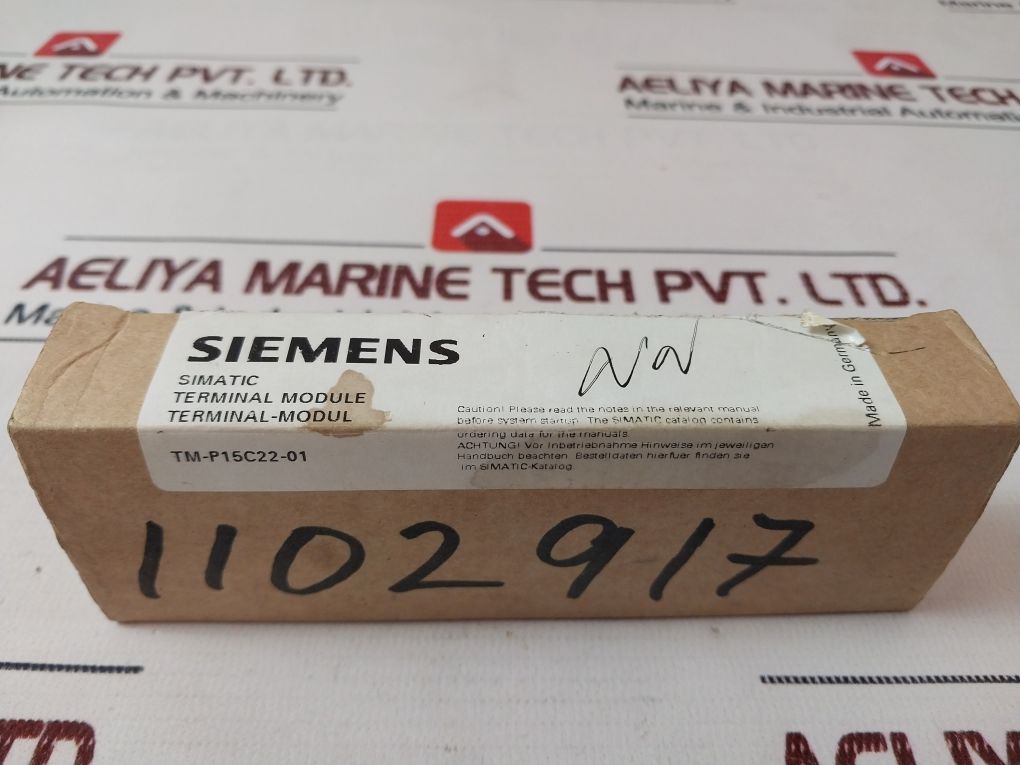 NE TECH PVT. LTD.
Automation & Machinery
AELIYA MARINE TECH
Marine & Industrial Automat
AELIYA MARINE TECH PVT. LTD.
SIEMENS
SIMATIC
TERMINAL MODULE
TERMINAL-MODUL
TM-P15C22-01
Caution! Please read the notes in the relevant manual
before system startup. The SIMATIC catalog contains
ordering data for the manuals.
ACHTUNG! Vor Inbetriebnahme Hinweise im jeweiligen
Handbuch beachten. Bestelldaten hierfuer finden sie
im SIMATIC-Katalog
Made in Germany
1102917